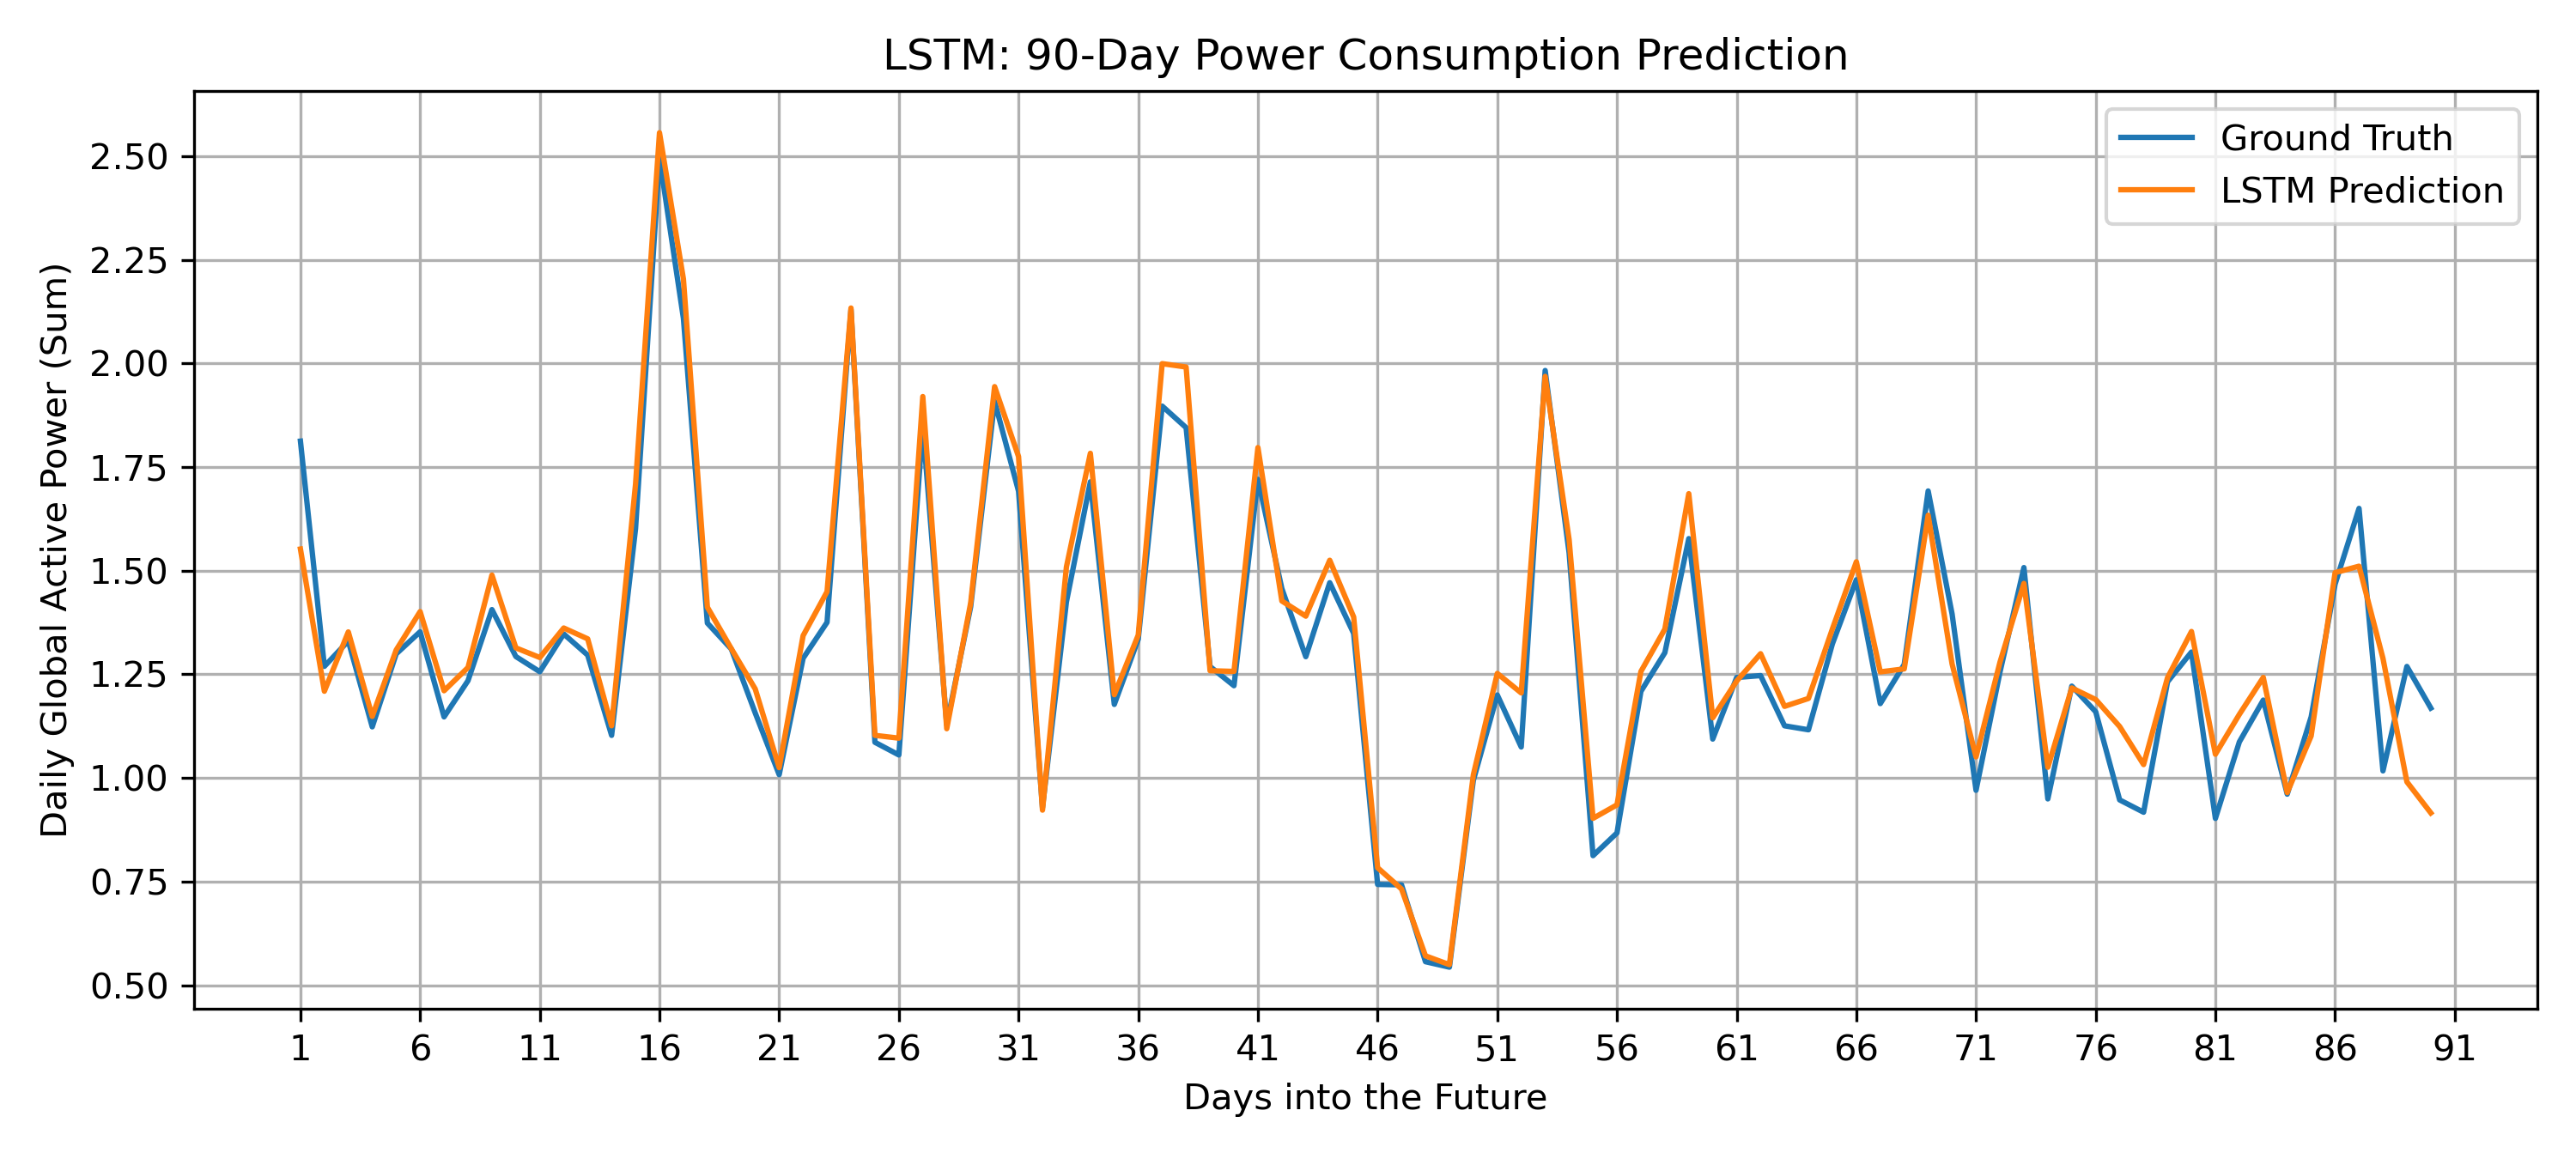 LSTM: 90-Day Power Consumption Prediction
Ground Truth
LSTM Prediction
Daily Global Active Power (Sum)
2.50
2.25
2.00
1.75
1.50
1.25
1.00
0.75
0.50
1 6 11 16 21 26 31 36 41 46 51 56 61 66 71 76 81 86 91
Days into the Future